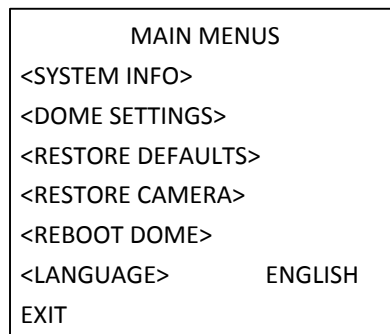 MAIN MENUS
<SYSTEM INFO>
<DOME SETTINGS>
<RESTORE DEFAULTS>
<RESTORE CAMERA>
<REBOOT DOME>
<LANGUAGE> ENGLISH
EXIT